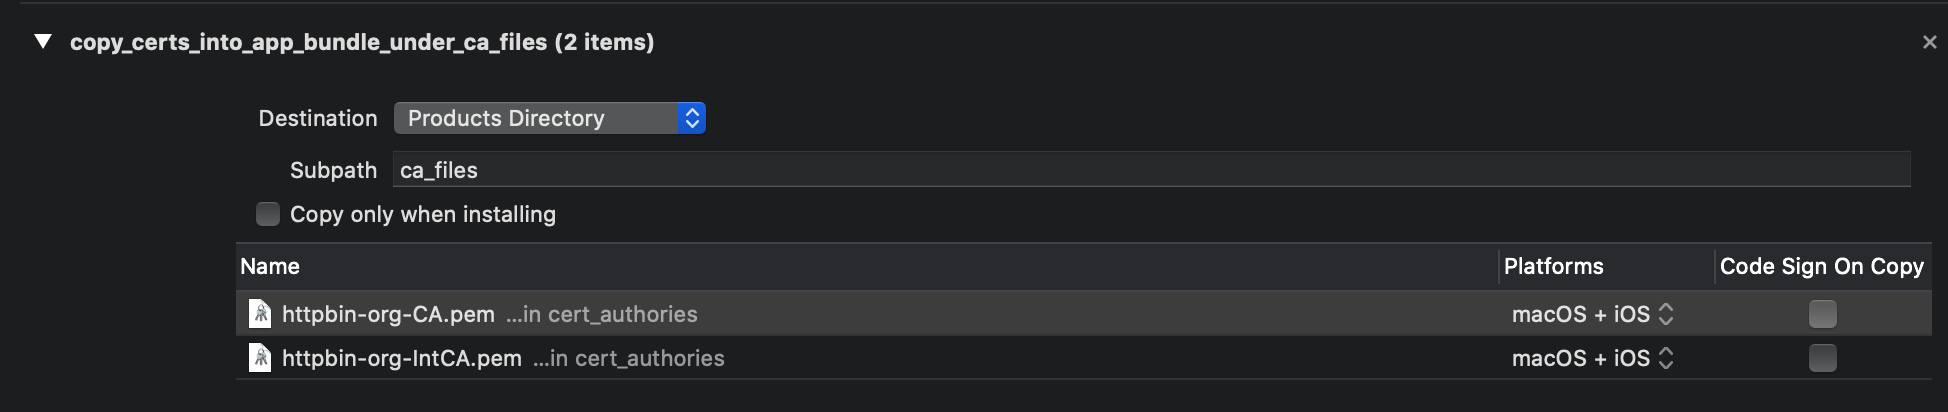 copy_certs_into_app_bundle_under_ca_files (2 items)
Destination Products Directory
Subpath ca_files
Copy only when installing
Name Platforms Code Sign On Copy
httpbin-org-CA.pem ...in cert_authories macOS + iOS
httpbin-org-IntCA.pem ...in cert_authories macOS + iOS